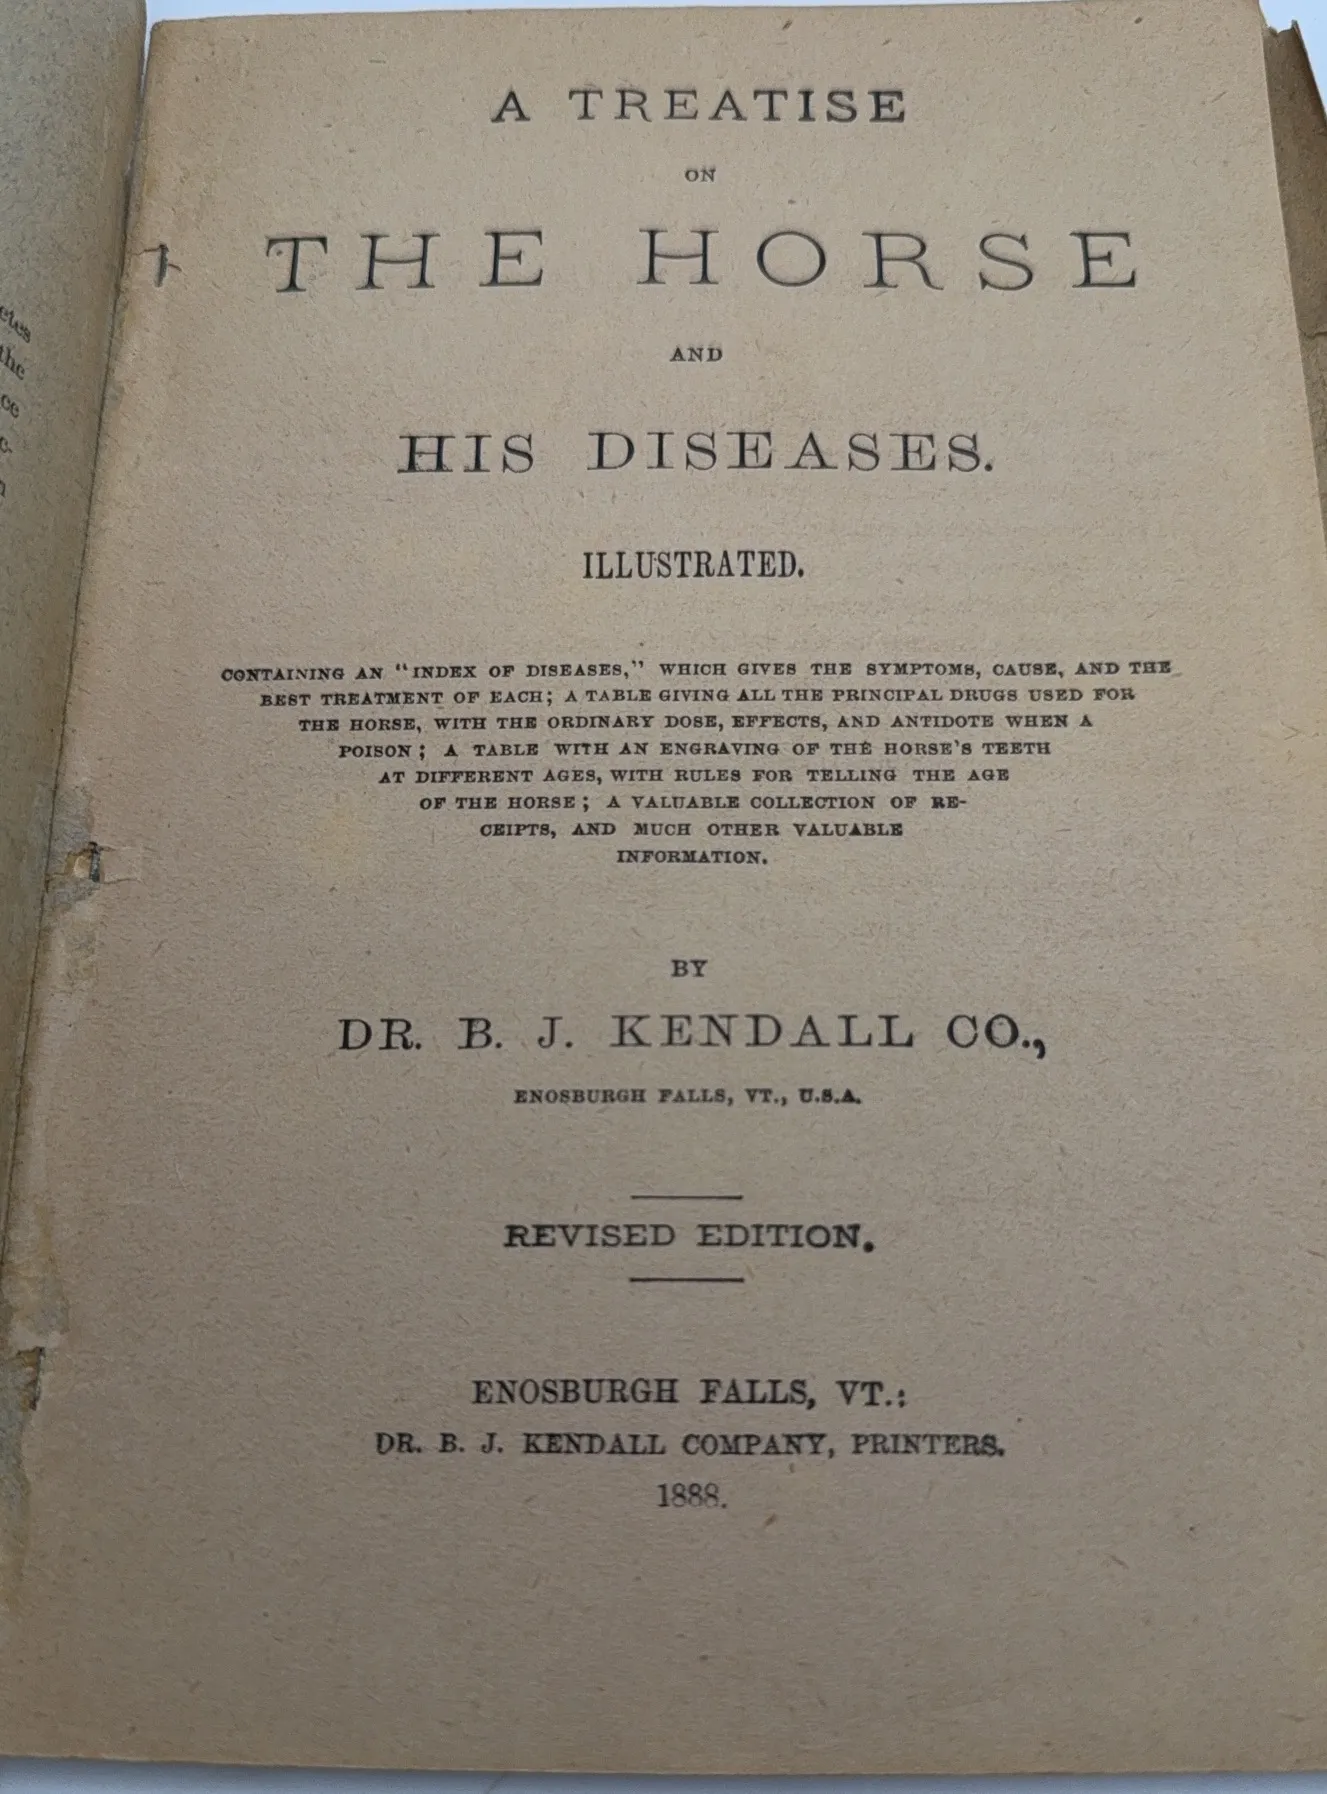 A TREATISE
ON
THE HORSE
AND
HIS DISEASES.
ILLUSTRATED.
CONTAINING AN "INDEX OF DISEASES," WHICH GIVES THE SYMPTOMS, CAUSE, AND THE
BEST TREATMENT OF EACH; A TABLE GIVING ALL THE PRINCIPAL DRUGS USED FOR
THE HORSE, WITH THE ORDINARY DOSE, EFFECTS, AND ANTIDOTE WHEN A
POISON; A TABLE WITH AN ENGRAVING OF THE HORSE'S TEETH
AT DIFFERENT AGES, WITH RULES FOR TELLING THE AGE
OF THE HORSE; A VALUABLE COLLECTION OF RE-
CEIPTS, AND MUCH OTHER VALUABLE
INFORMATION.
BY
DR. B. J. KENDALL CO.,
ENOSBURGH FALLS, VT., U.S.A.
REVISED EDITION.
ENOSBURGH FALLS, VT.:
DR. B. J. KENDALL COMPANY, PRINTERS.
1888.